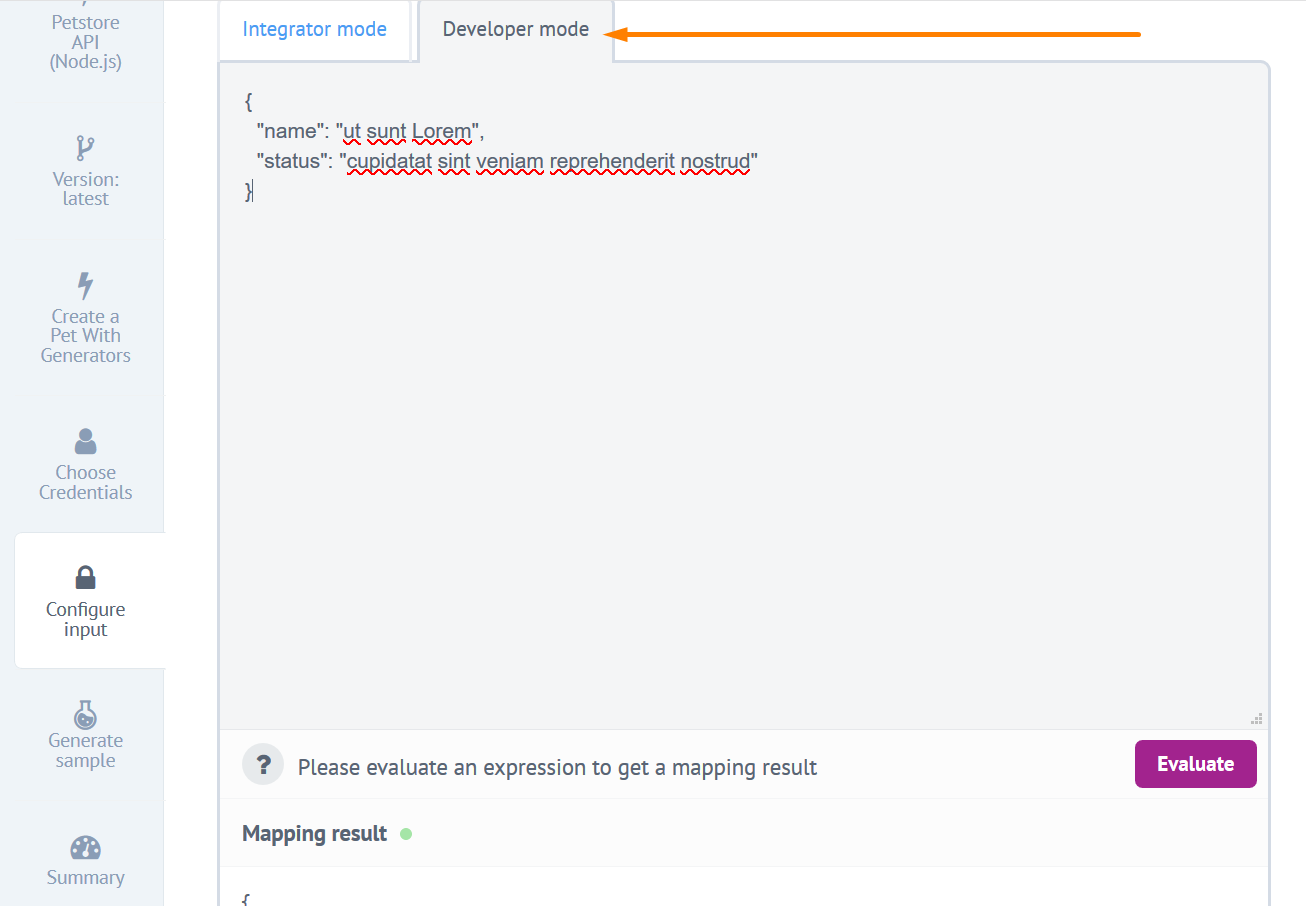 Petstore
API
(Node.js)
Version:
latest
Create a
Pet With
Generators
Choose
Credentials
Configure
input
Generate
sample
Summary
Integrator mode
Developer mode
{
"name": "ut sunt Lorem",
"status": "cupidatat sint veniam reprehenderit nostrud"
}
? Please evaluate an expression to get a mapping result
Evaluate
Mapping result
{